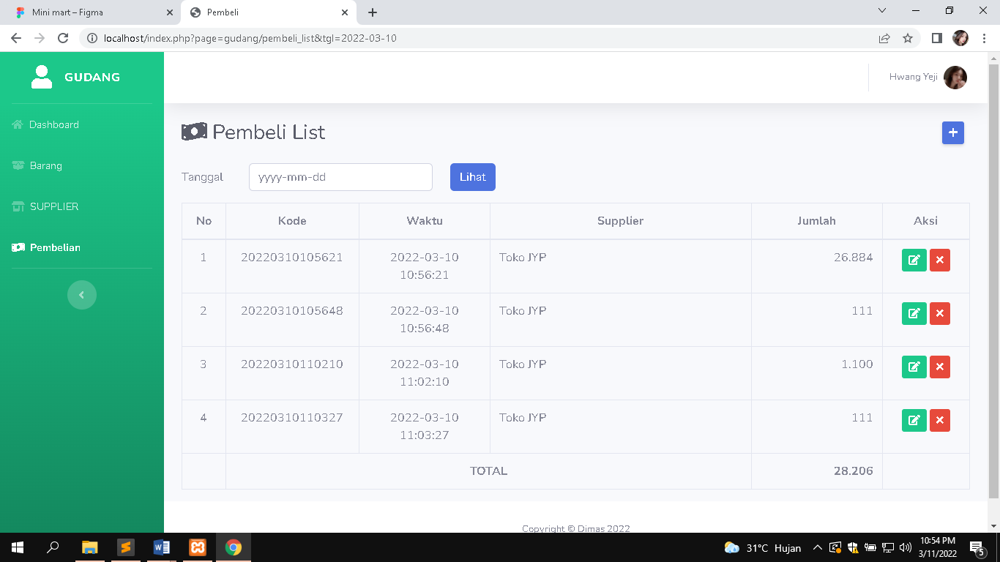 Mini mart – Figma
Pembeli
localhost/index.php?page=gudang/pembeli_list&tgl=2022-03-10
GUDANG
Hwang Yeji
Dashboard
Barang
SUPPLIER
Pembelian
Pembeli List
Tanggal yyyy-mm-dd Lihat
No Kode Waktu Supplier Jumlah Aksi
1 20220310105621 2022-03-10 Toko JYP 26.884
10:56:21
2 20220310105648 2022-03-10 Toko JYP 111
10:56:48
3 20220310110210 2022-03-10 Toko JYP 1.100
11:02:10
4 20220310110327 2022-03-10 Toko JYP 111
11:03:27
TOTAL 28.206
Copyright © Dimas 2022
31°C Hujan
10:54 PM
3/11/2022
5